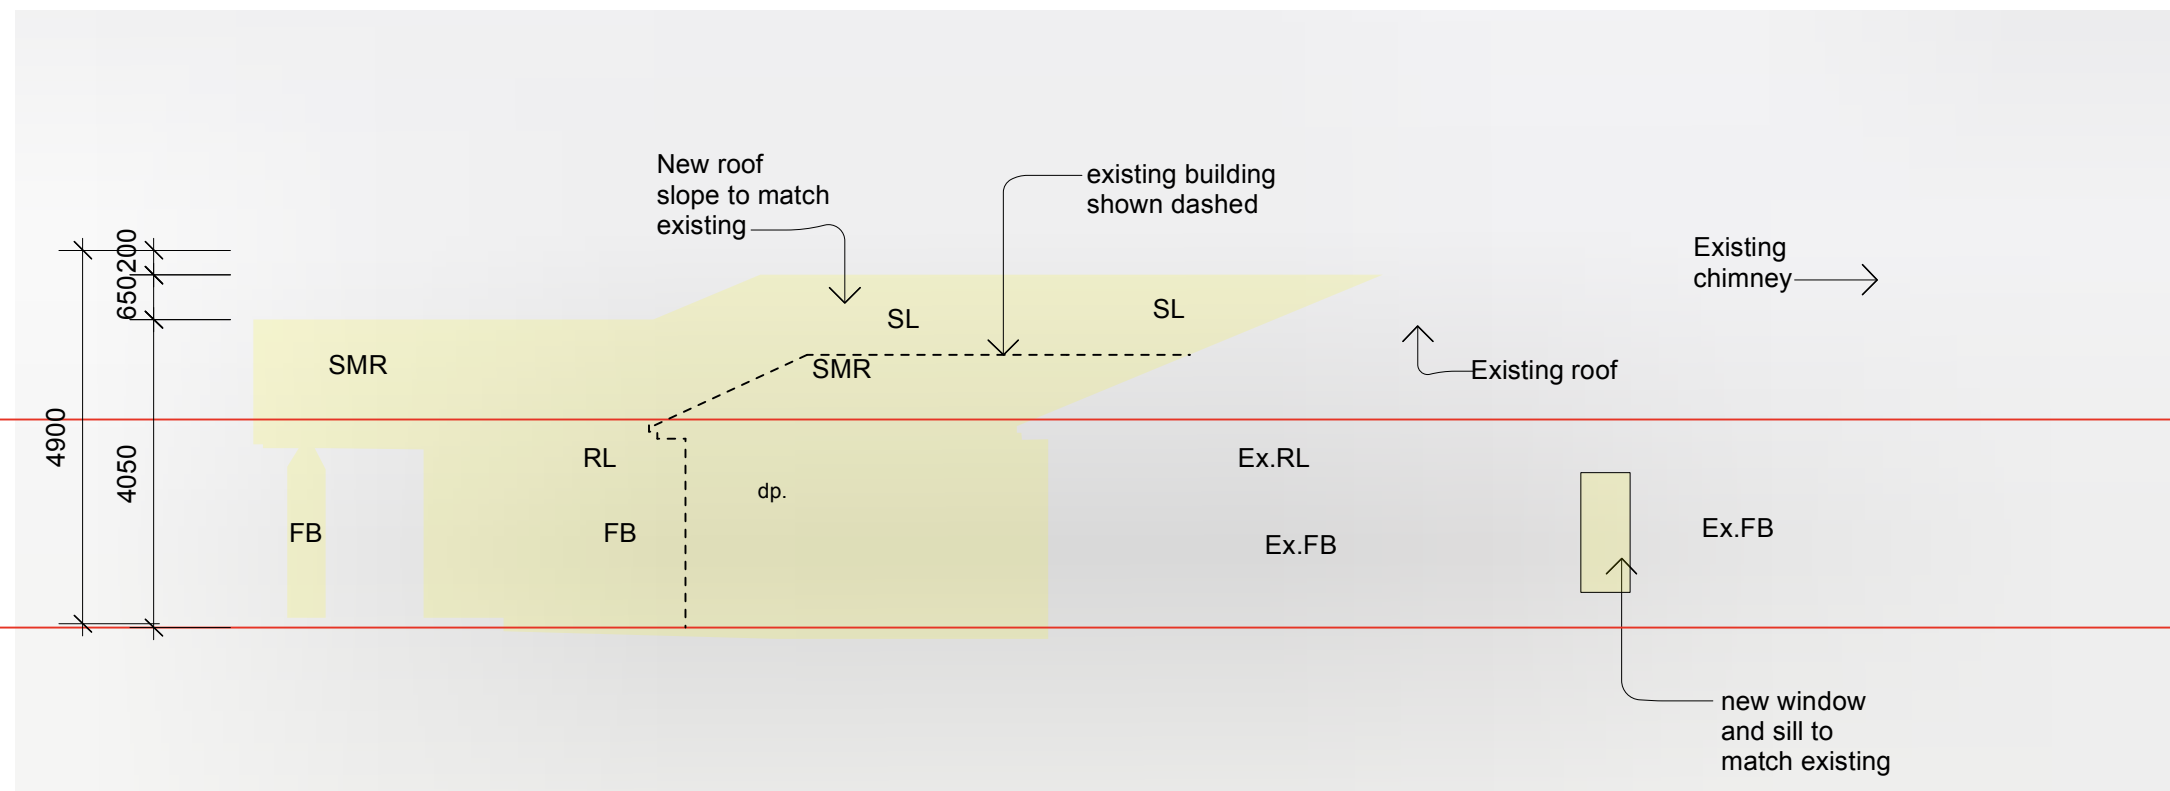 New roof
slope to match
existing
existing building
shown dashed
Existing
chimney
200
650
4900
4050
SMR
SL
SL
SMR
Existing roof
RL
Ex.RL
dp.
FB
FB
Ex.FB
Ex.FB
new window
and sill to
match existing